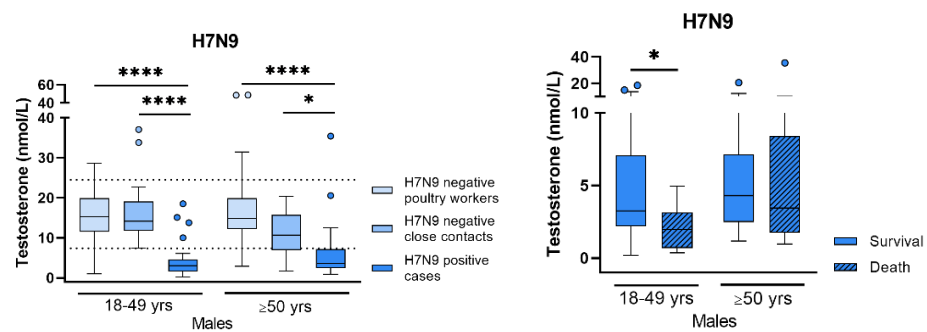 H7N9
Testosterone (nmol/L)
60
40
30
20
10
0
****
****
****
*
18-49 yrs
≥50 yrs
Males
H7N9 negative
poultry workers
H7N9 negative
close contacts
H7N9 positive
cases
H7N9
Testosterone (nmol/L)
40
20
10
5
0
*
18-49 yrs
≥50 yrs
Males
Survival
Death